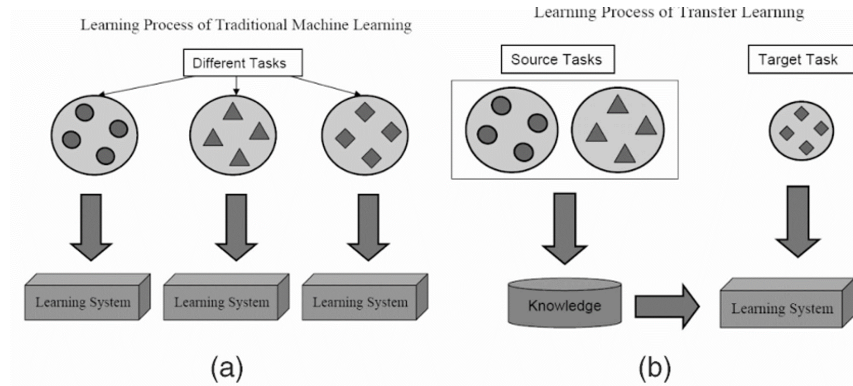 Learning Process of Traditional Machine Learning
Different Tasks
Learning System
Learning System
Learning System
(a)
Learning Process of Transfer Learning
Source Tasks
Target Task
Knowledge
Learning System
(b)